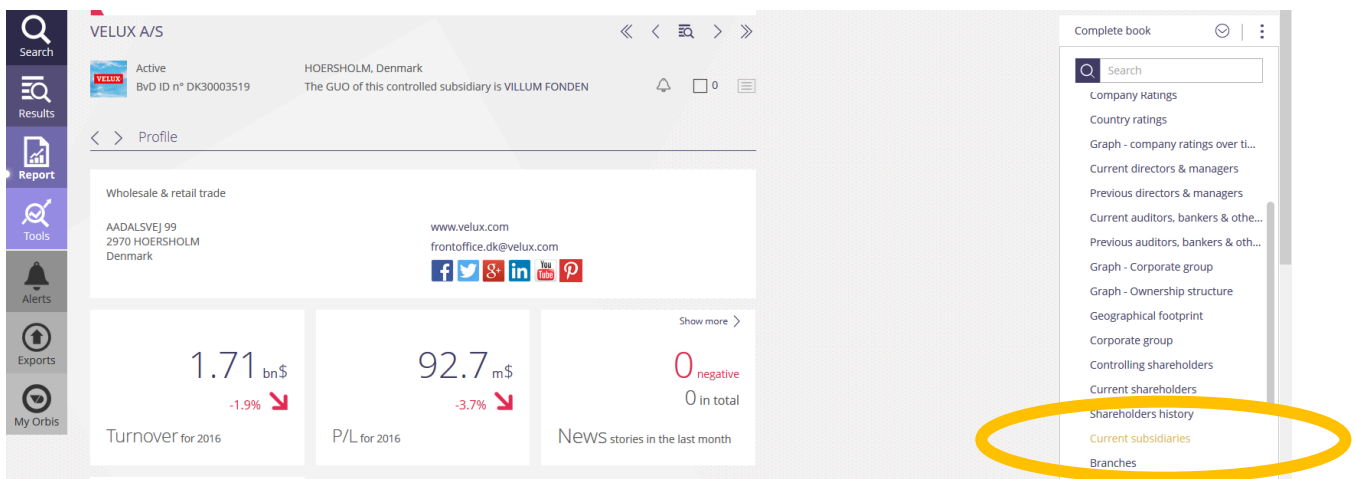 Search
Results
Report
Tools
Alerts
Exports
My Orbis
VELUX A/S
VELUX
Active
BvD ID n° DK30003519
HOERSHOLM, Denmark
The GUO of this controlled subsidiary is VILLUM FONDEN
0
Profile
Wholesale & retail trade
AADALSVEJ 99
2970 HOERSHOLM
Denmark
www.velux.com
frontoffice.dk@velux.com
f 8+ in You Tube P
1.71 bn$
-1.9%
Turnover for 2016
92.7 m$
-3.7%
P/L for 2016
Show more
0 negative
0 in total
News stories in the last month
Complete book
Search
Company Ratings
Country ratings
Graph - company ratings over ti...
Current directors & managers
Previous directors & managers
Current auditors, bankers & othe...
Previous auditors, bankers & oth...
Graph - Corporate group
Graph - Ownership structure
Geographical footprint
Corporate group
Controlling shareholders
Current shareholders
Shareholders history
Current subsidiaries
Branches